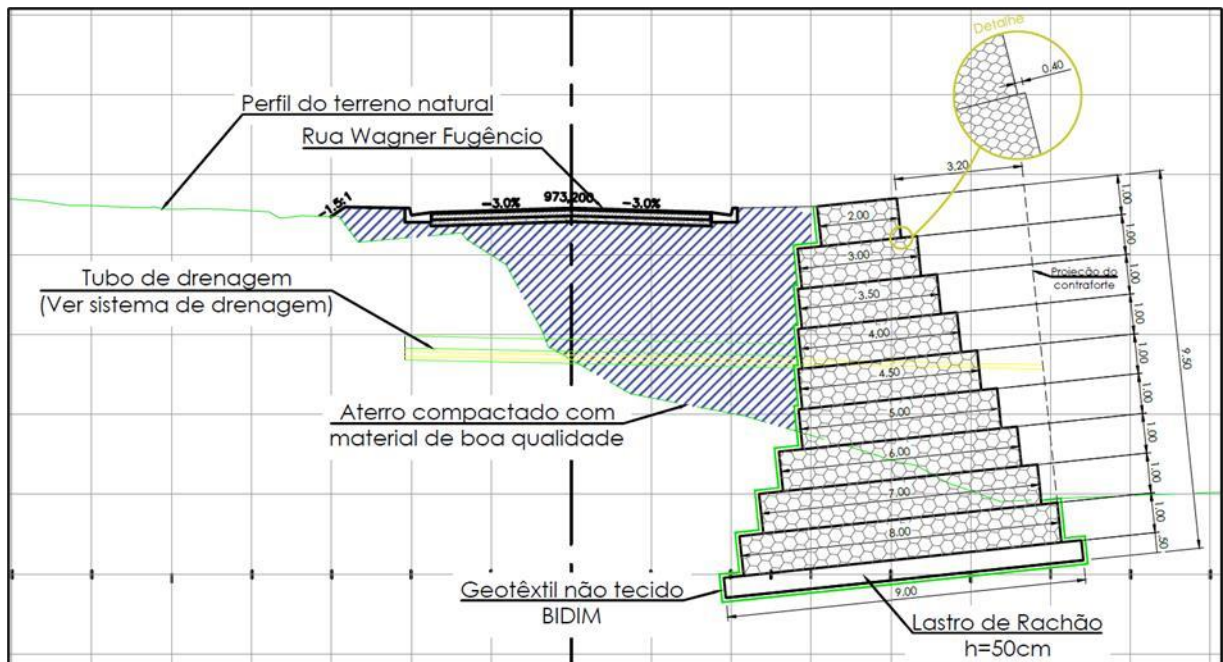 Detalhe
0.40
Perfil do terreno natural
Rua Wagner Fugêncio
3.20
-1.5:1
-3.0%
973,200
-3.0%
2.00
1.00
3.00
1.00
Projeção do
contraforte
3.50
1.00
Tubo de drenagem
(Ver sistema de drenagem)
4.00
1.00
9.50
4.50
1.00
Aterro compactado com
material de boa qualidade
5.00
1.00
6.00
1.00
7.00
1.00
8.00
1.00
.50
Geotêxtil não tecido
BIDIM
9.00
Lastro de Rachão
h=50cm